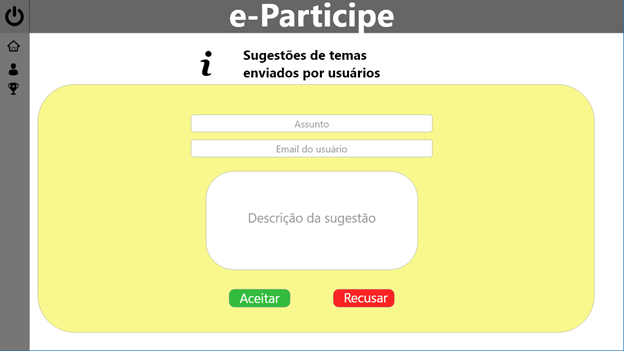 e-Participe
Sugestões de temas
enviados por usuários
Assunto
Email do usuário
Descrição da sugestão
Aceitar
Recusar